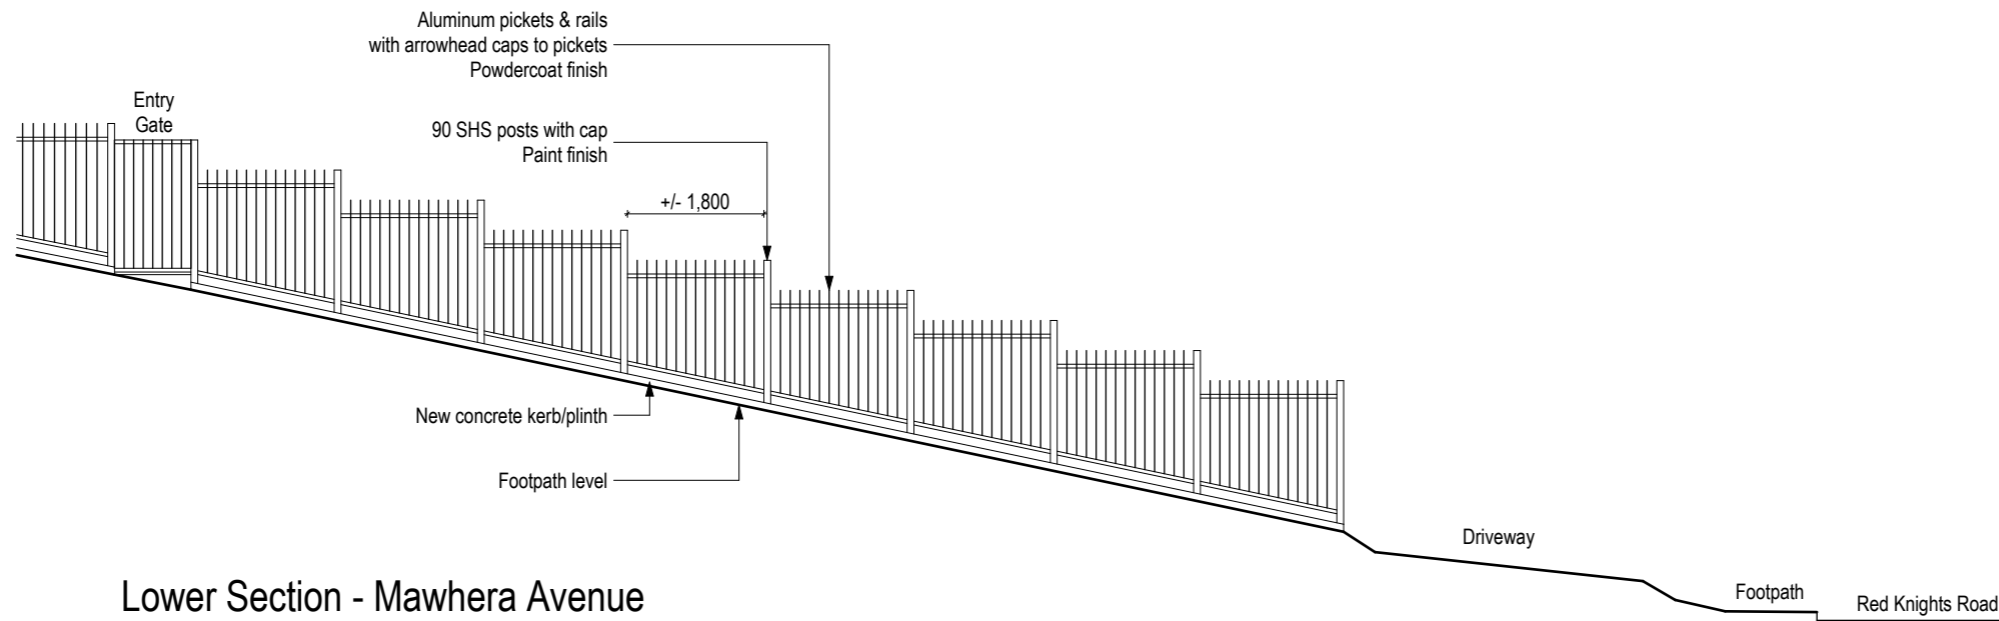 Aluminum pickets & rails
with arrowhead caps to pickets
Powdercoat finish
Entry
Gate
90 SHS posts with cap
Paint finish
+/- 1,800
New concrete kerb/plinth
Footpath level
Driveway
Footpath
Red Knights Road
Lower Section - Mawhera Avenue